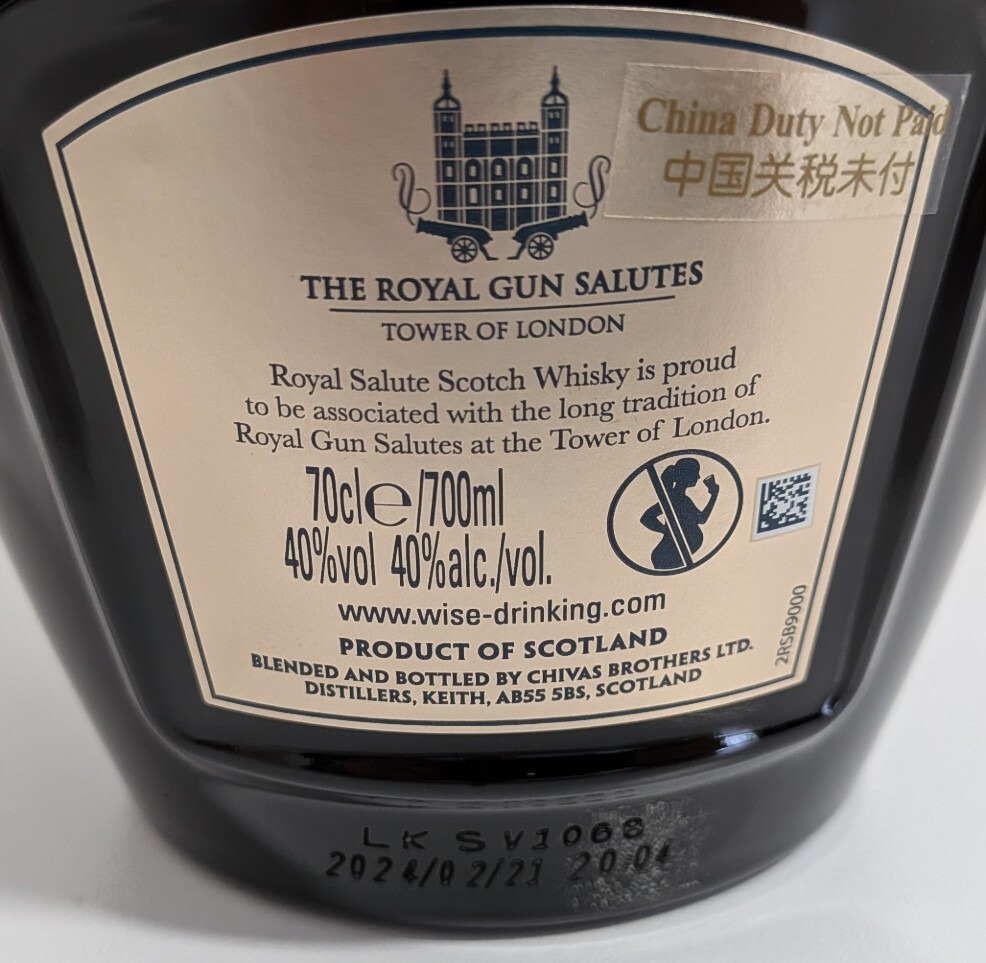 China Duty Not Paid
中国关税未付
THE ROYAL GUN SALUTES
TOWER OF LONDON
Royal Salute Scotch Whisky is proud
to be associated with the long tradition of
Royal Gun Salutes at the Tower of London.
70cl℮/700ml
40%vol 40%alc./vol.
www.wise-drinking.com
PRODUCT OF SCOTLAND
BLENDED AND BOTTLED BY CHIVAS BROTHERS LTD.
DISTILLERS, KEITH, AB55 5BS, SCOTLAND
2RSB9000
LK SV1068
2024/02/21 20:04